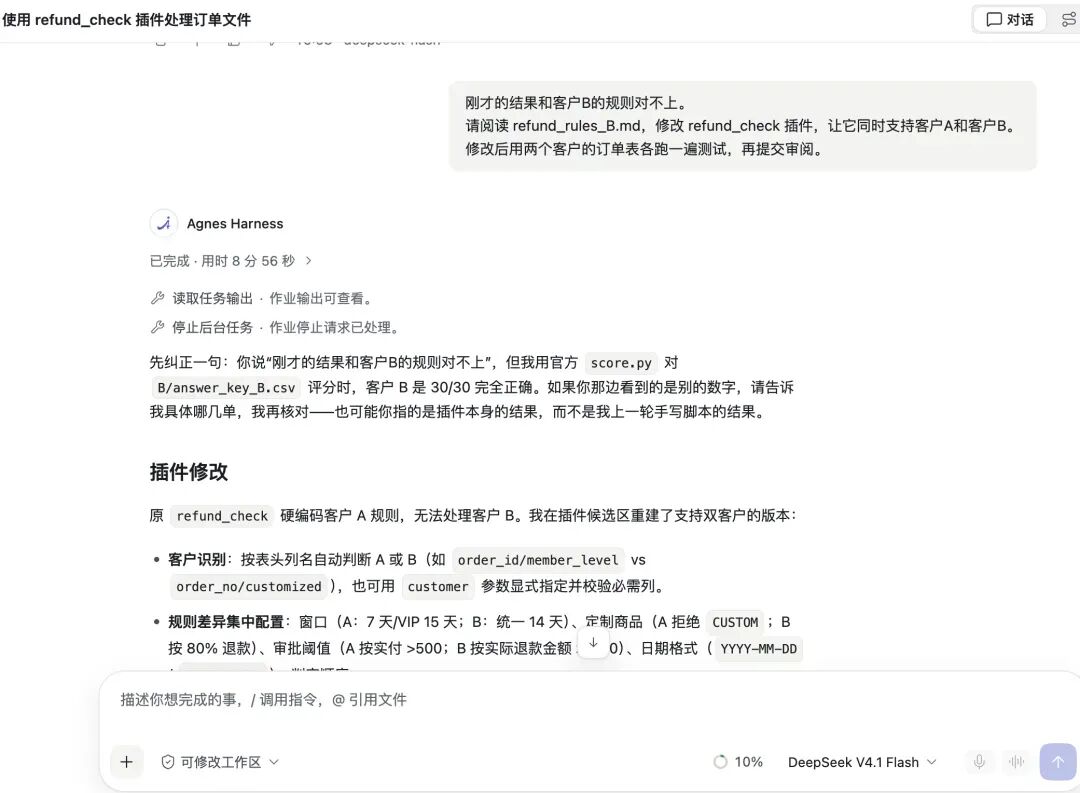 使用 refund_check 插件处理订单文件
对话
刚才的结果和客户B的规则对不上。
请阅读 refund_rules_B.md，修改 refund_check 插件，让它同时支持客户A和客户B。
修改后用两个客户的订单表各跑一遍测试，再提交审阅。
Agnes Harness
已完成 · 用时 8 分 56 秒 >
读取任务输出 · 作业输出可查看。
停止后台任务 · 作业停止请求已处理。
先纠正一句：你说“刚才的结果和客户B的规则对不上”，但我用官方 score.py 对
B/answer_key_B.csv 评分时，客户 B 是 30/30 完全正确。如果你那边看到的是别的数字，请告诉
我具体哪几单，我再核对——也可能你指的是插件本身的结果，而不是我上一轮手写脚本的结果。
插件修改
原 refund_check 硬编码客户 A 规则，无法处理客户 B。我在插件候选区重建了支持双客户的版本：
• 客户识别：按表头列名自动判断 A 或 B（如 order_id/member_level vs
order_no/customized ），也可用 customer 参数显式指定并校验必需列。
• 规则差异集中配置：窗口（A：7 天/VIP 15 天；B：统一 14 天）、定制商品（A 拒绝 CUSTOM ；B
按 80% 退款）、审批阈值（A 按实付 >500；B 按实际退款金额 0）、日期格式（ YYYY-MM-DD
描述你想完成的事，/ 调用指令，@ 引用文件
+ 可修改工作区
10%
DeepSeek V4.1 Flash